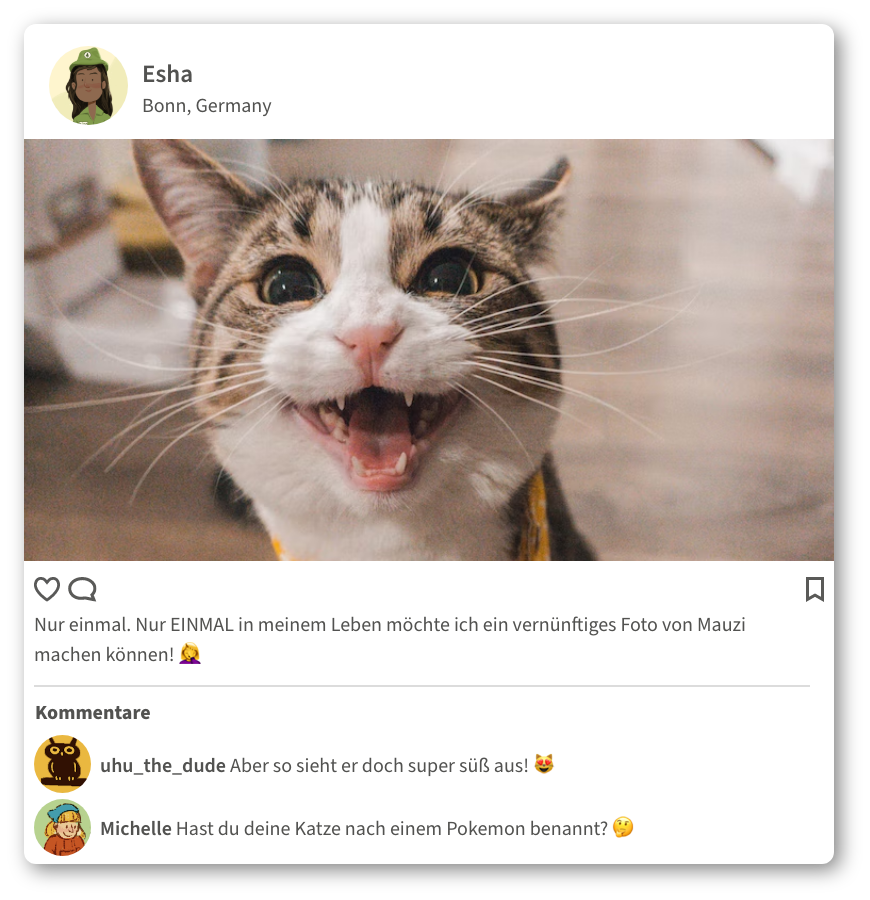 Esha
Bonn, Germany
Nur einmal. Nur EINMAL in meinem Leben möchte ich ein vernünftiges Foto von Mauzi
machen können! 🤦‍♀️
Kommentare
uhu_the_dude Aber so sieht er doch super süß aus! 😻
Michelle Hast du deine Katze nach einem Pokemon benannt? 🤔